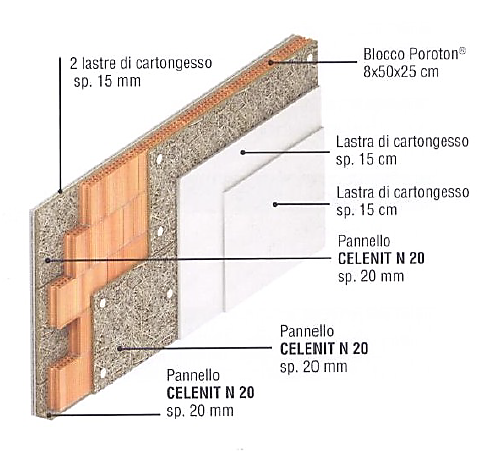 2 lastre di cartongesso
sp. 15 mm
Blocco Poroton®
8x50x25 cm
Lastra di cartongesso
sp. 15 cm
Lastra di cartongesso
sp. 15 cm
Pannello
CELENIT N 20
sp. 20 mm
Pannello
CELENIT N 20
sp. 20 mm
Pannello
CELENIT N 20
sp. 20 mm